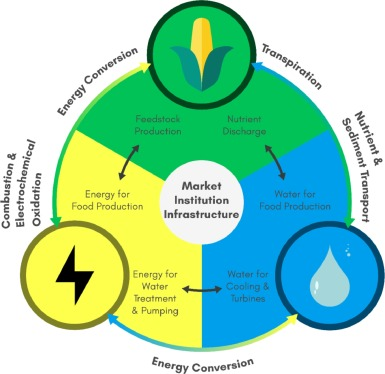 Energy Conversion
Transpiration
Feedstock
Production
Nutrient
Discharge
Combustion &
Electrochemical
Oxidation
Nutrient &
Sediment Transport
Energy for
Food Production
Market
Institution
Infrastructure
Water for
Food Production
Energy for
Water
Treatment
& Pumping
Water for
Cooling &
Turbines
Energy Conversion